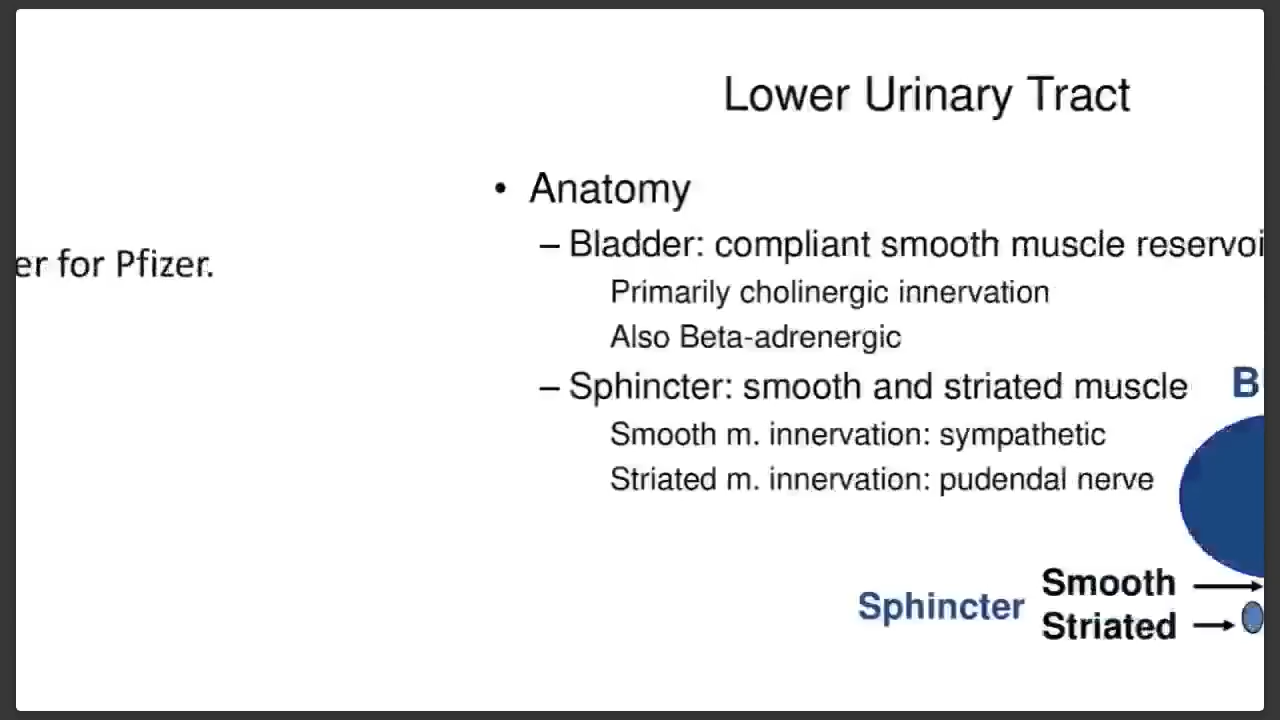 er for Pfizer.
Lower Urinary Tract
• Anatomy
– Bladder: compliant smooth muscle reservoi
Primarily cholinergic innervation
Also Beta-adrenergic
– Sphincter: smooth and striated muscle
Smooth m. innervation: sympathetic
Striated m. innervation: pudendal nerve
B
Sphincter
Smooth
Striated